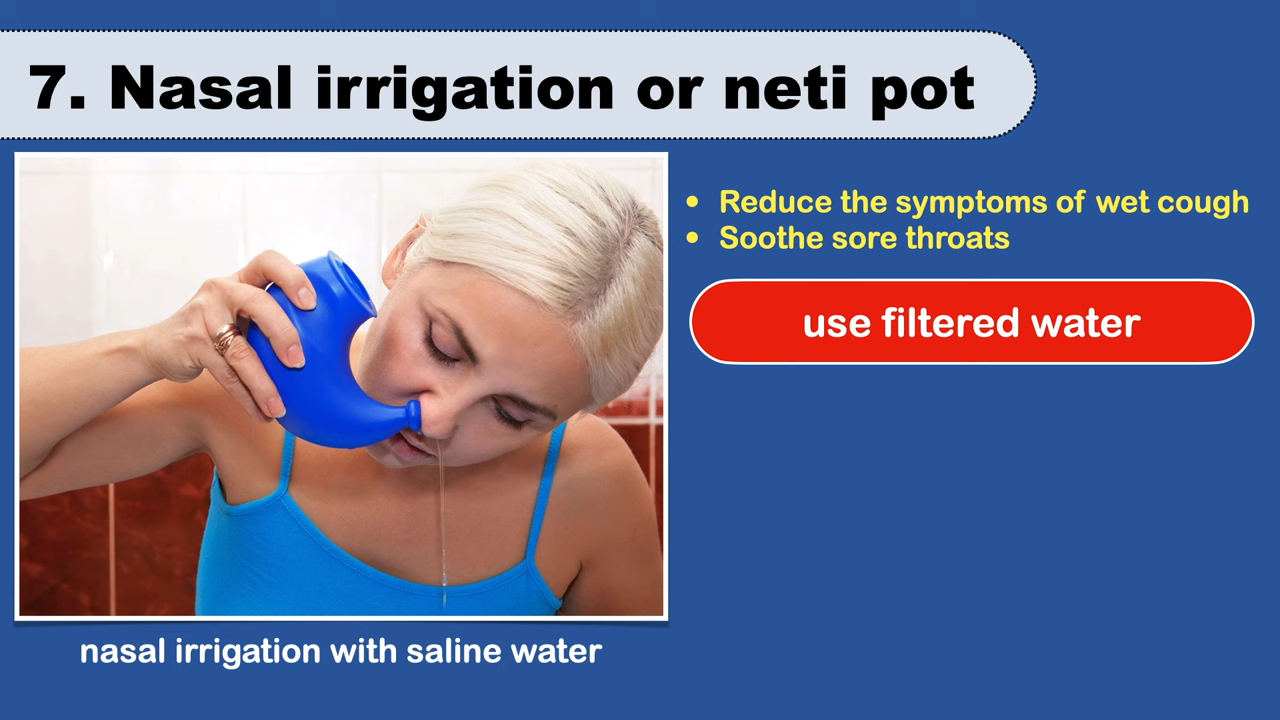 7. Nasal irrigation or neti pot
• Reduce the symptoms of wet cough
• Soothe sore throats
use filtered water
nasal irrigation with saline water